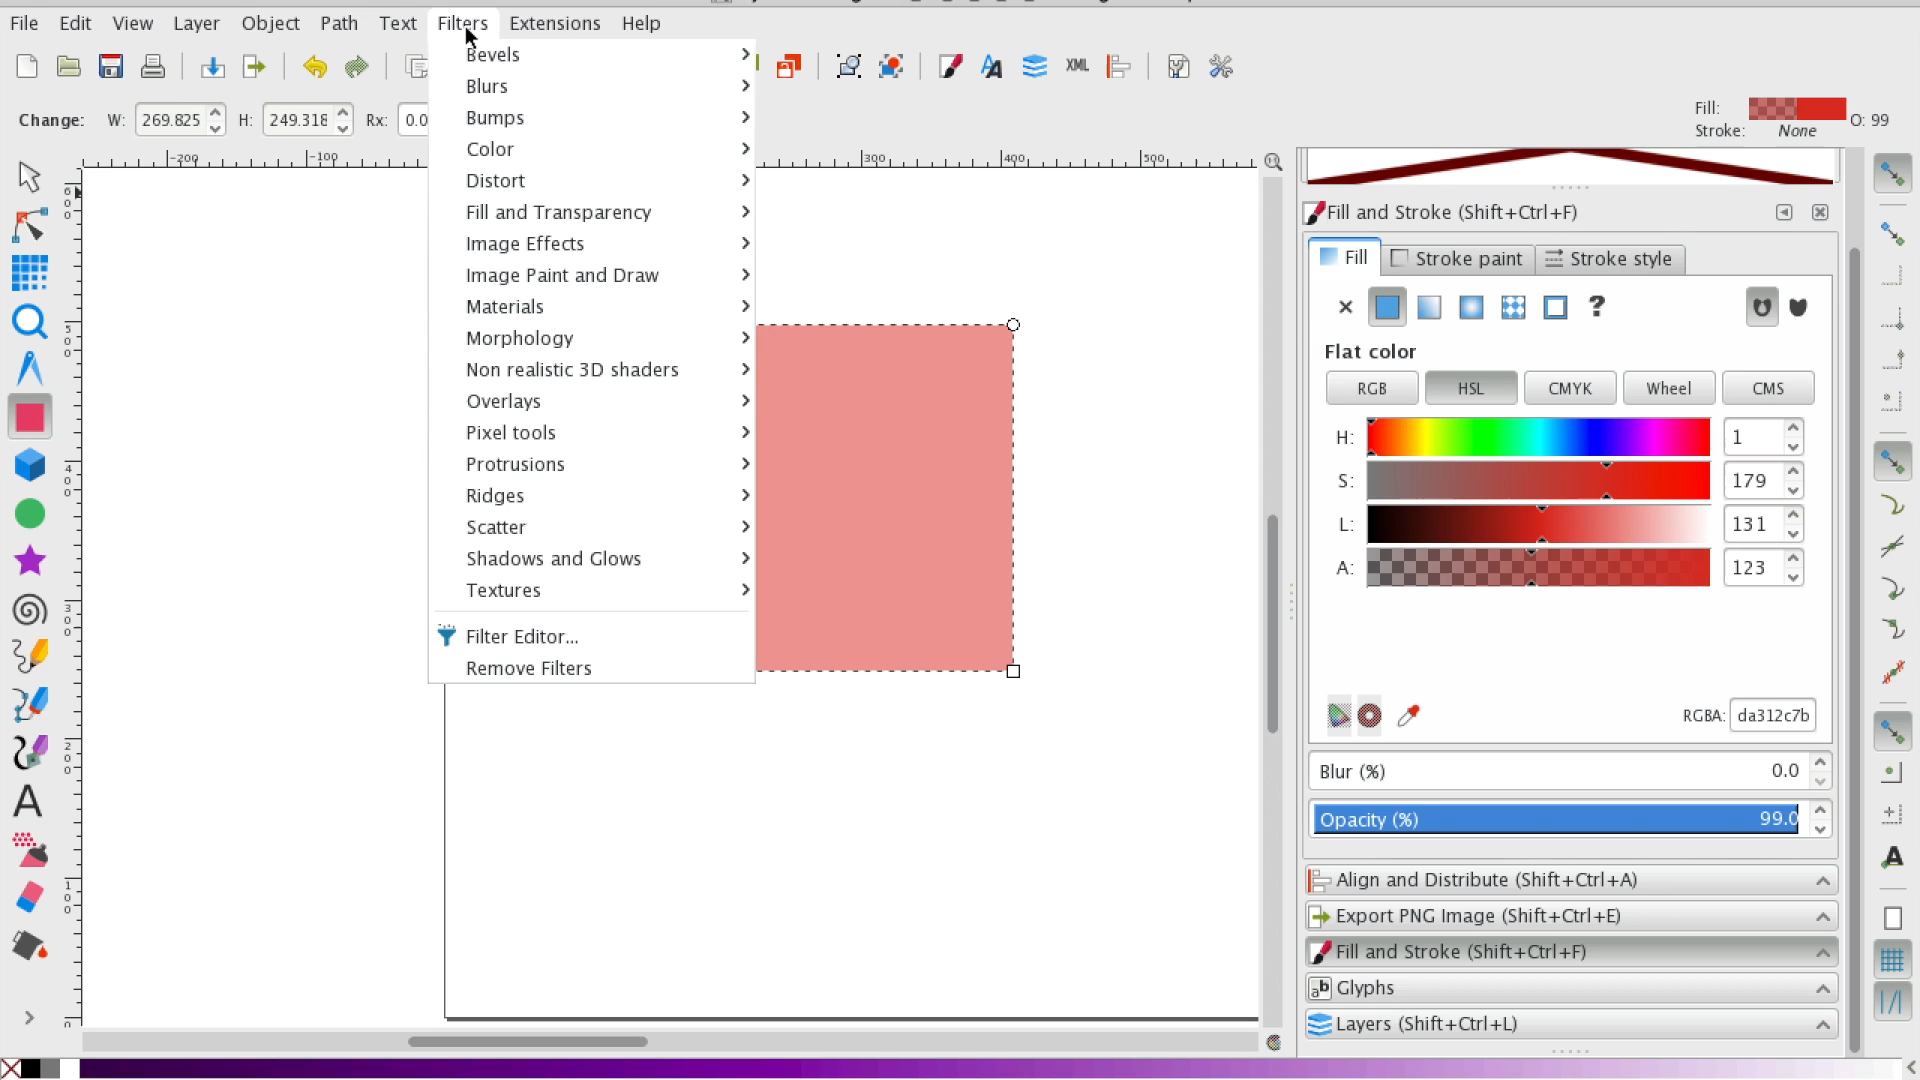 File Edit View Layer Object Path Text Filters Extensions Help
Change: W: 269.825 H: 249.318 Rx: 0.0
Fill: O: 99
Stroke: None
-200 -100 300 400 500
Bevels
Blurs
Bumps
Color
Distort
Fill and Transparency
Image Effects
Image Paint and Draw
Materials
Morphology
Non realistic 3D shaders
Overlays
Pixel tools
Protrusions
Ridges
Scatter
Shadows and Glows
Textures
Filter Editor...
Remove Filters
XML
Fill and Stroke (Shift+Ctrl+F)
Fill Stroke paint Stroke style
Flat color
RGB HSL CMYK Wheel CMS
H: 1
S: 179
L: 131
A: 123
RGBA: da312c7b
Blur (%) 0.0
Opacity (%) 99.0
Align and Distribute (Shift+Ctrl+A)
Export PNG Image (Shift+Ctrl+E)
Fill and Stroke (Shift+Ctrl+F)
Glyphs
Layers (Shift+Ctrl+L)